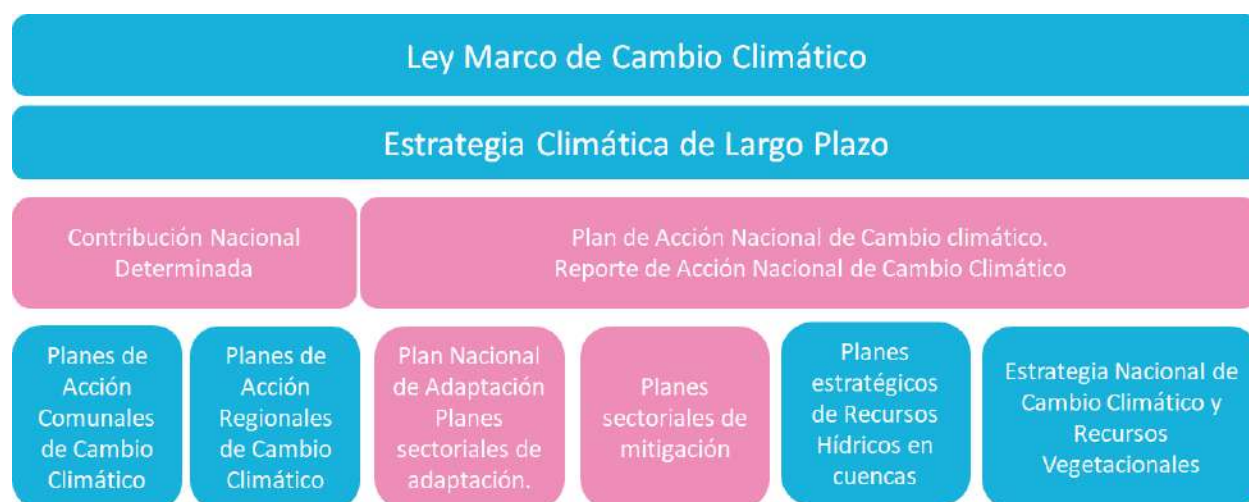 Ley Marco de Cambio Climático
Estrategia Climática de Largo Plazo
Contribución Nacional
Determinada
Plan de Acción Nacional de Cambio climático.
Reporte de Acción Nacional de Cambio Climático
Planes de
Acción
Comunales
de Cambio
Climático
Planes de
Acción
Regionales
de Cambio
Climático
Plan Nacional
de Adaptación
Planes
sectoriales de
adaptación.
Planes
sectoriales de
mitigación
Planes
estratégicos
de Recursos
Hídricos en
cuencas
Estrategia Nacional de
Cambio Climático y
Recursos
Vegetacionales